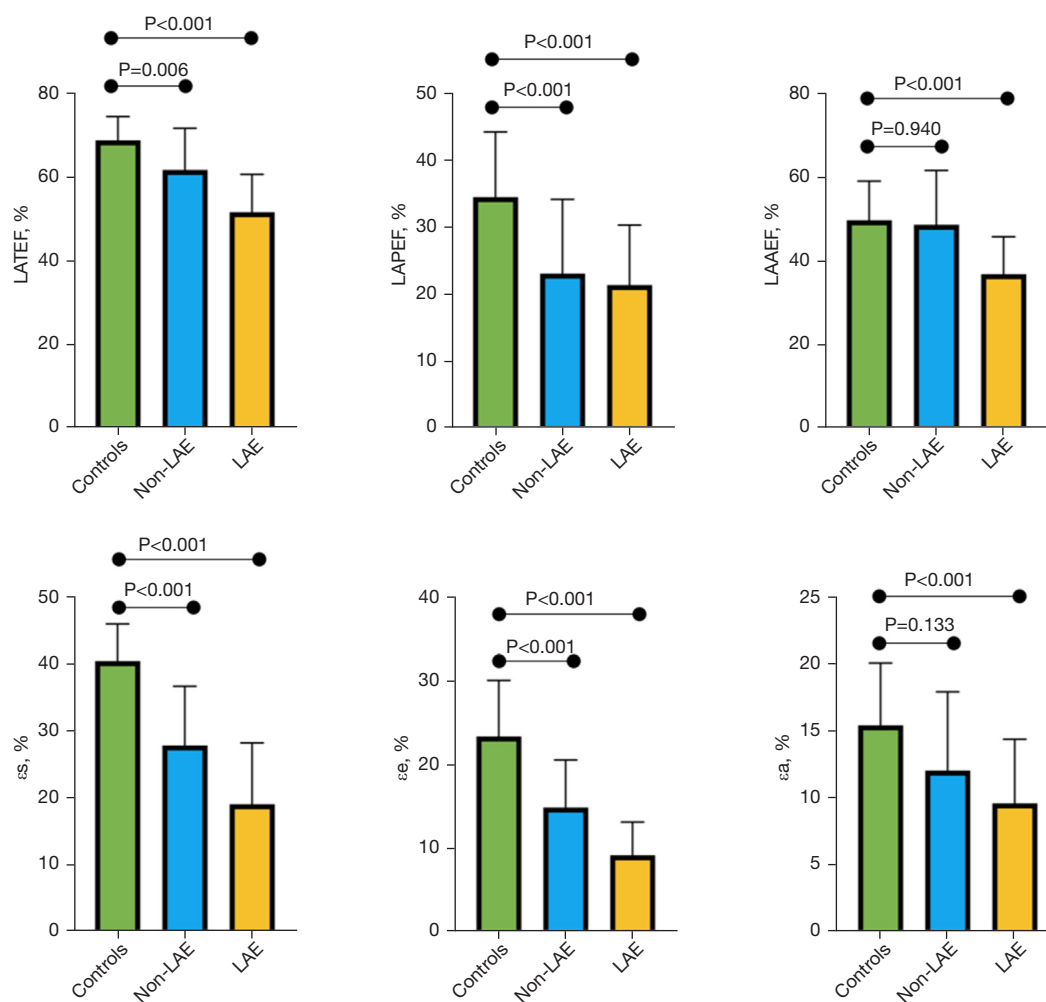 P<0.001
P=0.006
LATEF, %
80
60
40
20
0
Controls
Non-LAE
LAE
P<0.001
P<0.001
LAPEF, %
50
40
30
20
10
0
Controls
Non-LAE
LAE
P<0.001
P=0.940
LAAEF, %
80
60
40
20
0
Controls
Non-LAE
LAE
P<0.001
P<0.001
εs, %
50
40
30
20
10
0
Controls
Non-LAE
LAE
P<0.001
P<0.001
εe, %
40
30
20
10
0
Controls
Non-LAE
LAE
P<0.001
P=0.133
εa, %
25
20
15
10
5
0
Controls
Non-LAE
LAE